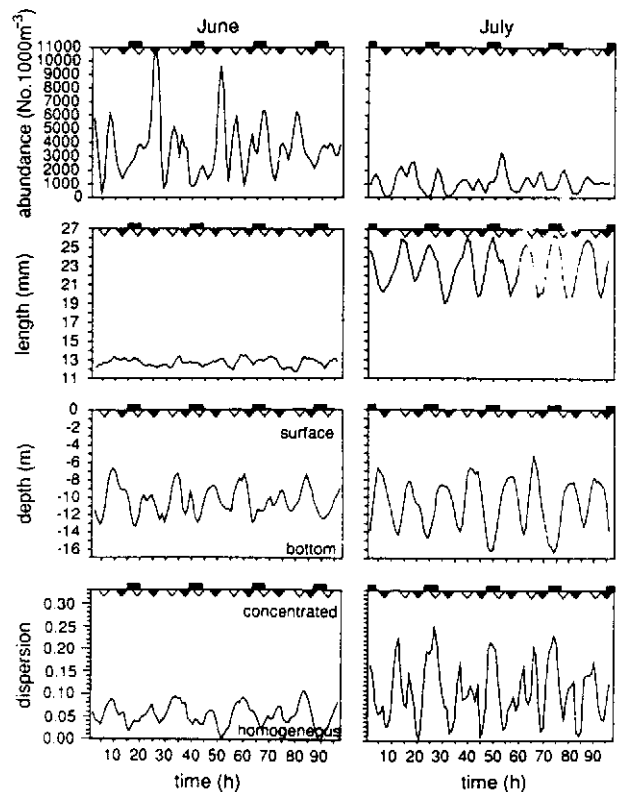 June
July
abundance (No.1000m⁻³)
11000
10000
9000
8000
7000
6000
5000
4000
3000
2000
1000
0
length (mm)
27
25
23
21
19
17
15
13
11
depth (m)
0
-2
-4
-6
-8
-10
-12
-14
-16
surface
bottom
dispersion
0.30
0.25
0.20
0.15
0.10
0.05
0.00
concentrated
homogeneous
10 20 30 40 50 60 70 80 90
10 20 30 40 50 60 70 80 90
time (h)
time (h)